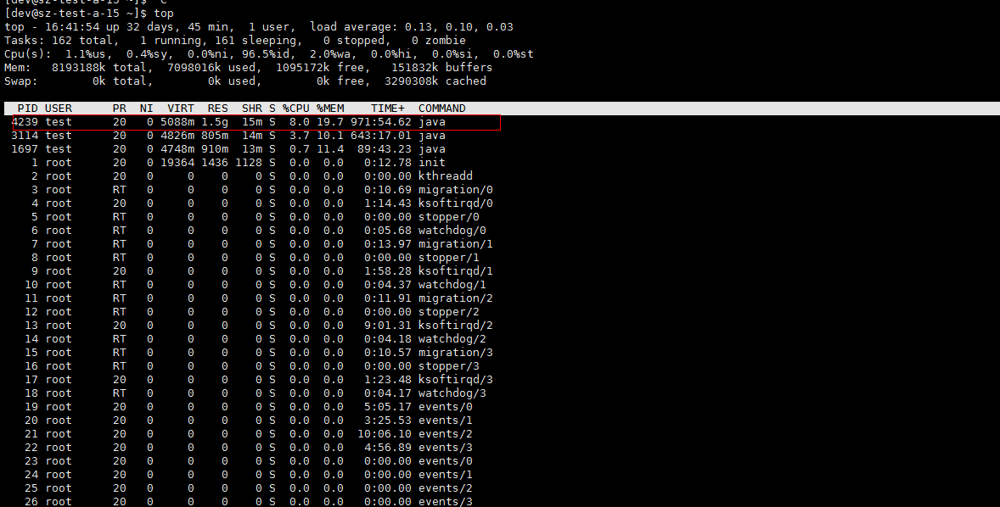 [dev@sz-test-a-15 ~]$ ^C
[dev@sz-test-a-15 ~]$ top
top - 16:41:54 up 32 days, 45 min,  1 user,  load average: 0.13, 0.10, 0.03
Tasks: 162 total,   1 running, 161 sleeping,   0 stopped,   0 zombie
Cpu(s):  1.1%us,  0.4%sy,  0.0%ni, 96.5%id,  2.0%wa,  0.0%hi,  0.0%si,  0.0%st
Mem:   8193188k total,  7098016k used,  1095172k free,   151832k buffers
Swap:        0k total,        0k used,        0k free,  3290308k cached
PID USER      PR  NI  VIRT  RES  SHR S %CPU %MEM    TIME+  COMMAND
4239 test      20   0 5088m 1.5g  15m S  8.0 19.7 971:54.62 java
3114 test      20   0 4826m 805m  14m S  3.7 10.1 643:17.01 java
1697 test      20   0 4748m 910m  13m S  0.7 11.4  89:43.23 java
1 root      20   0 19364 1436 1128 S  0.0  0.0   0:12.78 init
2 root      20   0     0    0    0 S  0.0  0.0   0:00.00 kthreadd
3 root      RT   0     0    0    0 S  0.0  0.0   0:10.69 migration/0
4 root      20   0     0    0    0 S  0.0  0.0   1:14.43 ksoftirqd/0
5 root      RT   0     0    0    0 S  0.0  0.0   0:00.00 stopper/0
6 root      RT   0     0    0    0 S  0.0  0.0   0:05.68 watchdog/0
7 root      RT   0     0    0    0 S  0.0  0.0   0:13.97 migration/1
8 root      RT   0     0    0    0 S  0.0  0.0   0:00.00 stopper/1
9 root      20   0     0    0    0 S  0.0  0.0   1:58.28 ksoftirqd/1
10 root      RT   0     0    0    0 S  0.0  0.0   0:04.37 watchdog/1
11 root      RT   0     0    0    0 S  0.0  0.0   0:11.91 migration/2
12 root      RT   0     0    0    0 S  0.0  0.0   0:00.00 stopper/2
13 root      20   0     0    0    0 S  0.0  0.0   9:01.31 ksoftirqd/2
14 root      RT   0     0    0    0 S  0.0  0.0   0:04.18 watchdog/2
15 root      RT   0     0    0    0 S  0.0  0.0   0:10.57 migration/3
16 root      RT   0     0    0    0 S  0.0  0.0   0:00.00 stopper/3
17 root      20   0     0    0    0 S  0.0  0.0   1:23.48 ksoftirqd/3
18 root      RT   0     0    0    0 S  0.0  0.0   0:04.17 watchdog/3
19 root      20   0     0    0    0 S  0.0  0.0   5:05.17 events/0
20 root      20   0     0    0    0 S  0.0  0.0   3:25.53 events/1
21 root      20   0     0    0    0 S  0.0  0.0  10:06.10 events/2
22 root      20   0     0    0    0 S  0.0  0.0   4:56.89 events/3
23 root      20   0     0    0    0 S  0.0  0.0   0:00.00 events/0
24 root      20   0     0    0    0 S  0.0  0.0   0:00.00 events/1
25 root      20   0     0    0    0 S  0.0  0.0   0:00.00 events/2
26 root      20   0     0    0    0 S  0.0  0.0   0:00.00 events/3